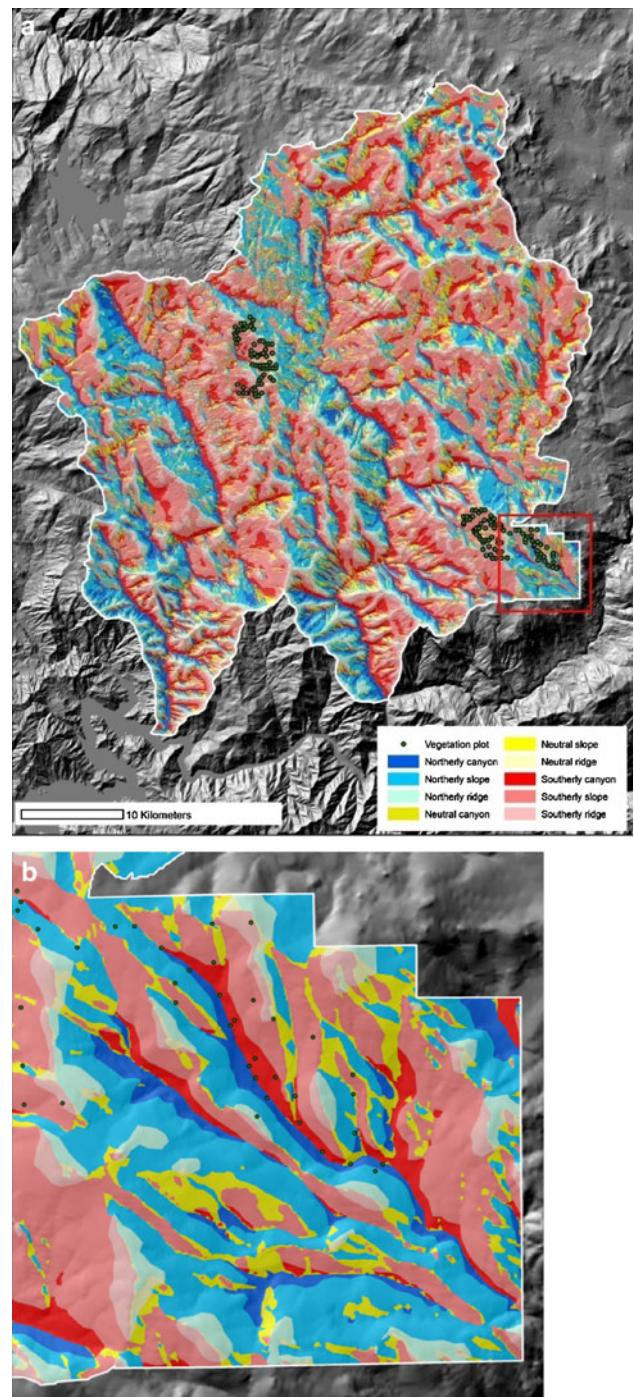 a
Vegetation plot
Northerly canyon
Northerly slope
Northerly ridge
Neutral canyon
Neutral slope
Neutral ridge
Southerly canyon
Southerly slope
Southerly ridge
10 Kilometers
b